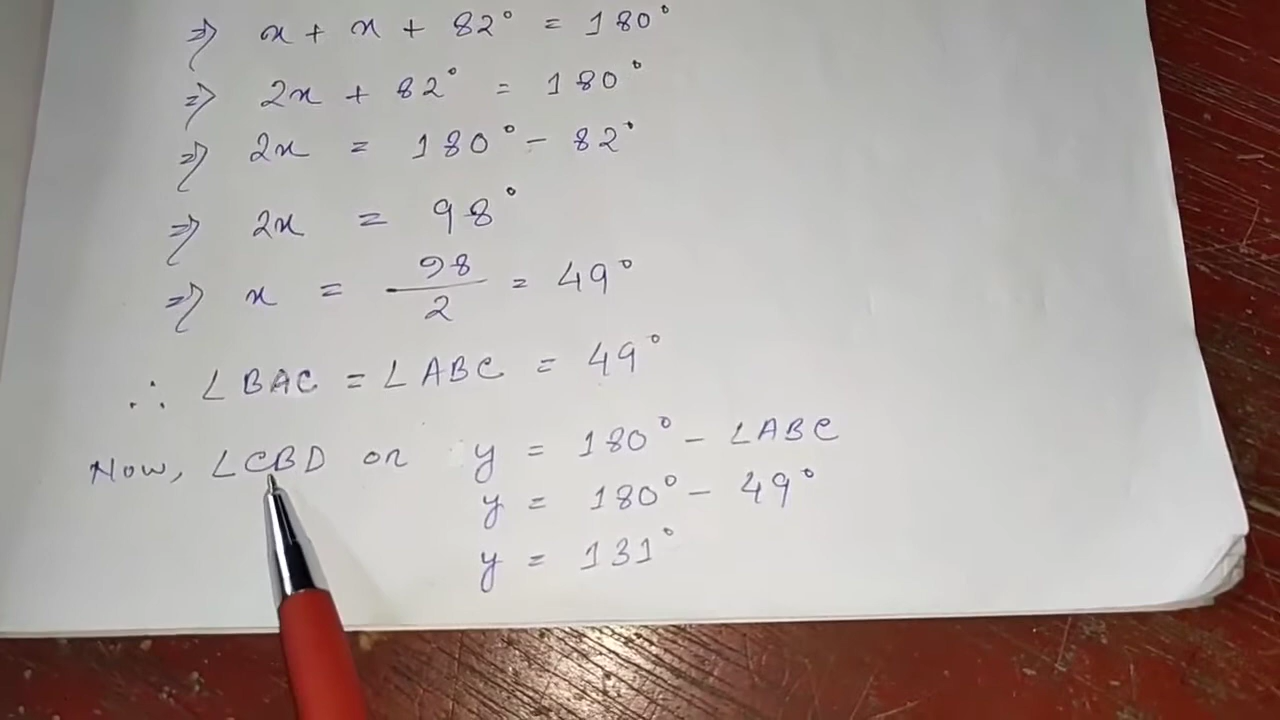 ⇒ x + x + 82° = 180°
⇒ 2x + 82° = 180°
⇒ 2x = 180° - 82°
⇒ 2x = 98°
⇒ x = 98/2 = 49°
∴ ∠BAC = ∠ABC = 49°
Now, ∠CBD or y = 180° - ∠ABC
y = 180° - 49°
y = 131°